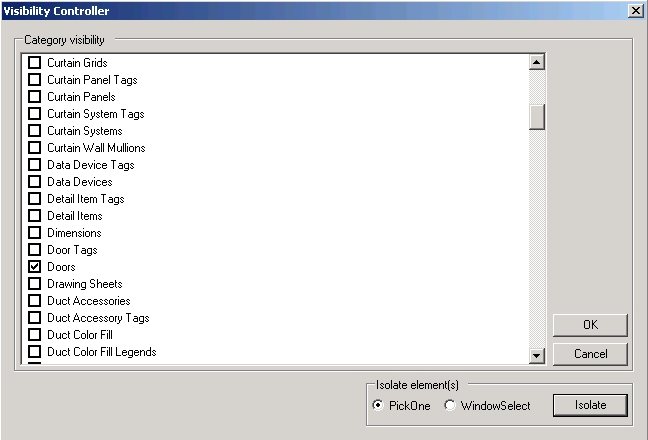 Visibility Controller
Category visibility
Curtain Grids
Curtain Panel Tags
Curtain Panels
Curtain System Tags
Curtain Systems
Curtain Wall Mullions
Data Device Tags
Data Devices
Detail Item Tags
Detail Items
Dimensions
Door Tags
Doors
Drawing Sheets
Duct Accessories
Duct Accessory Tags
Duct Color Fill
Duct Color Fill Legends
OK
Cancel
Isolate element(s)
PickOne WindowSelect Isolate